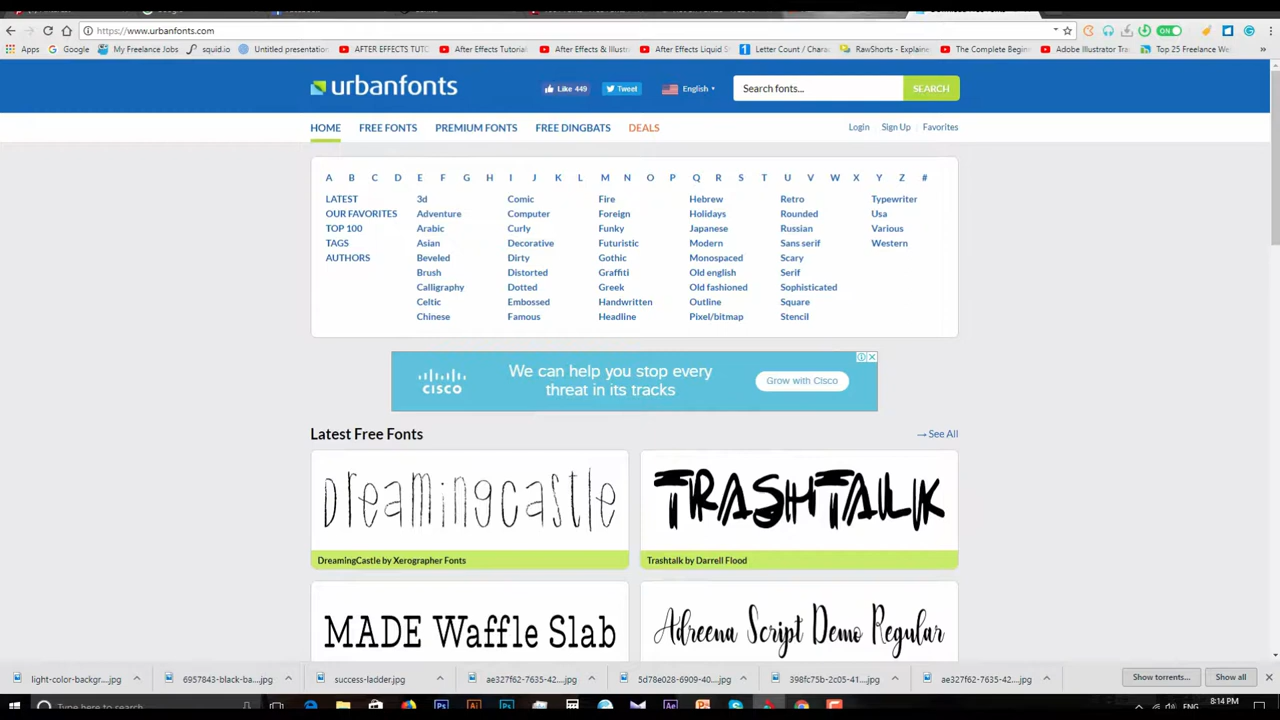 https://www.urbanfonts.com
Apps Google My Freelance Jobs squid.io Untitled presentation AFTER EFFECTS TUTO After Effects Tutorial After Effects & Illust After Effects Liquid S Letter Count / Chara RawShorts - Explaine The Complete Begin Adobe Illustrator Tra Top 25 Freelance We »
urbanfonts
Like 449
Tweet
English
Search fonts...
SEARCH
HOME FREE FONTS PREMIUM FONTS FREE DINGBATS DEALS
Login Sign Up Favorites
A B C D E F G H I J K L M N O P Q R S T U V W X Y Z #
LATEST 3d Comic Fire Hebrew Retro Typewriter
OUR FAVORITES Adventure Computer Foreign Holidays Rounded Usa
TOP 100 Arabic Curly Funky Japanese Russian Various
TAGS Asian Decorative Futuristic Modern Sans serif Western
AUTHORS Beveled Dirty Gothic Monospaced Scary
Brush Distorted Graffiti Old english Serif
Calligraphy Dotted Greek Old fashioned Sophisticated
Celtic Embossed Handwritten Outline Square
Chinese Famous Headline Pixel/bitmap Stencil
CISCO
We can help you stop every
threat in its tracks
Grow with Cisco
Latest Free Fonts
→ See All
Dreamingcastle
TRASHTALK
DreamingCastle by Xerographer Fonts
Trashtalk by Darrell Flood
MADE Waffle Slab
Adreena Script Demo Regular
light-color-backgr....jpg 6957843-black-ba....jpg success-ladder.jpg ae327f62-7635-42....jpg 5d78e028-6909-40....jpg 398fc75b-2c05-41....jpg ae327f62-7635-42....jpg Show torrents... Show all
Type here to search
ENG
8:14 PM